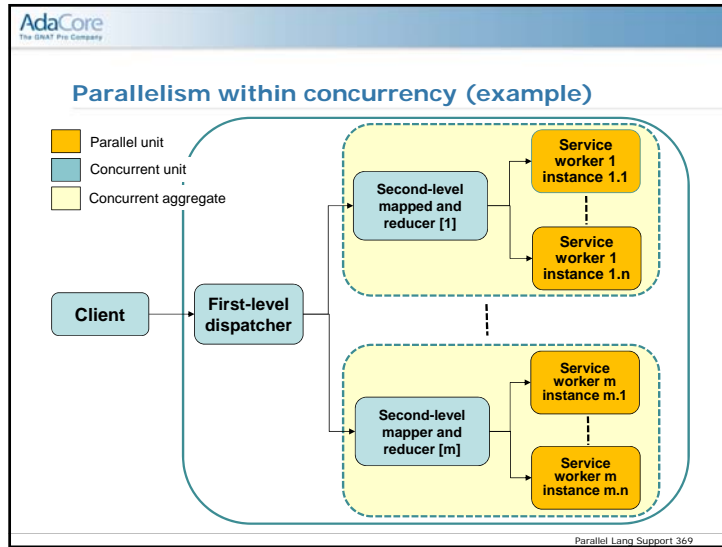 AdaCore
The GNAT Pro Company
Parallelism within concurrency (example)
Parallel unit
Concurrent unit
Concurrent aggregate
Client
First-level
dispatcher
Second-level
mapped and
reducer [1]
Service
worker 1
instance 1.1
Service
worker 1
instance 1.n
Second-level
mapper and
reducer [m]
Service
worker m
instance m.1
Service
worker m
instance m.n
Parallel Lang Support 369